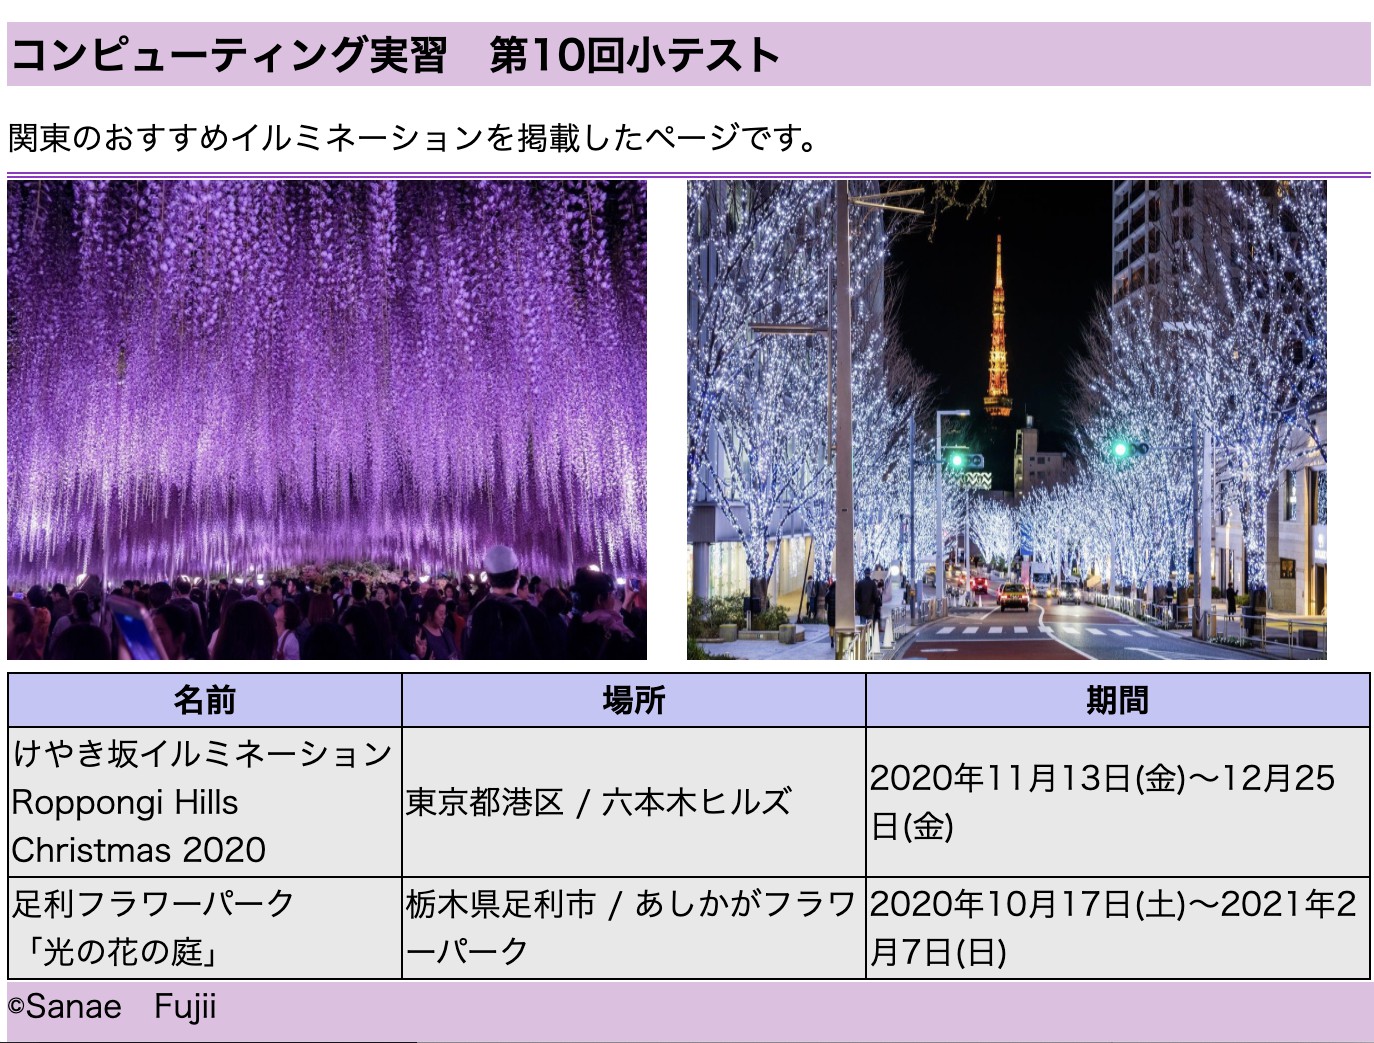 コンピューティング実習　第10回小テスト
関東のおすすめイルミネーションを掲載したページです。
名前
場所
期間
けやき坂イルミネーション
Roppongi Hills
Christmas 2020
東京都港区 / 六本木ヒルズ
2020年11月13日(金)〜12月25
日(金)
足利フラワーパーク
「光の花の庭」
栃木県足利市 / あしかがフラワ
ーパーク
2020年10月17日(土)〜2021年2
月7日(日)
©Sanae　Fujii